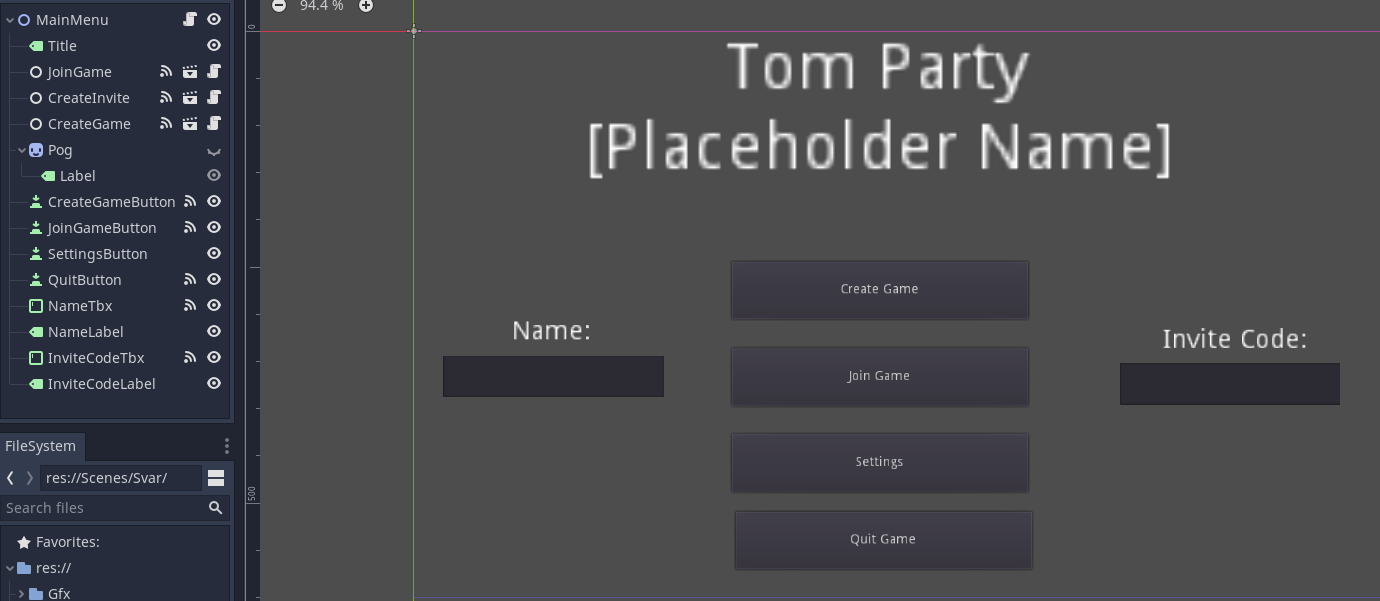 MainMenu
Title
JoinGame
CreateInvite
CreateGame
Pog
Label
CreateGameButton
JoinGameButton
SettingsButton
QuitButton
NameTbx
NameLabel
InviteCodeTbx
InviteCodeLabel
FileSystem
res://Scenes/Svar/
Search files
Favorites:
res://
Gfx
94.4 %
0
500
Tom Party
[Placeholder Name]
Create Game
Name:
Invite Code:
Join Game
Settings
Quit Game